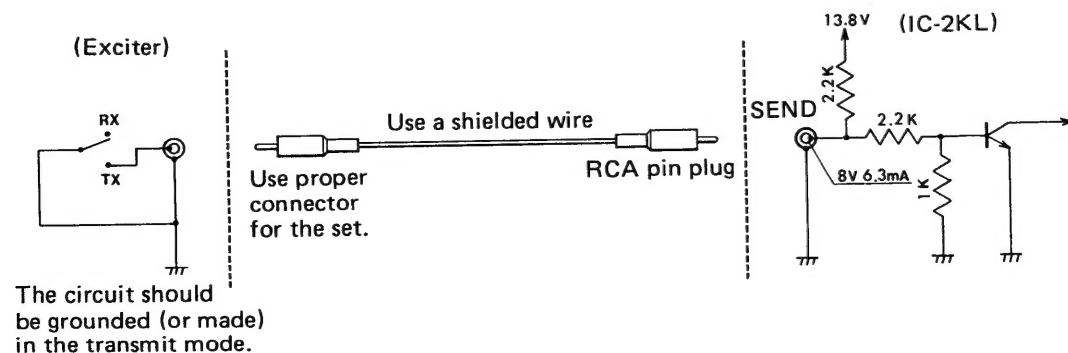 (Exciter)
RX
TX
The circuit should
be grounded (or made)
in the transmit mode.
Use a shielded wire
Use proper
connector
for the set.
RCA pin plug
(IC-2KL)
13.8V
2.2K
SEND
2.2K
8V 6.3mA
1K